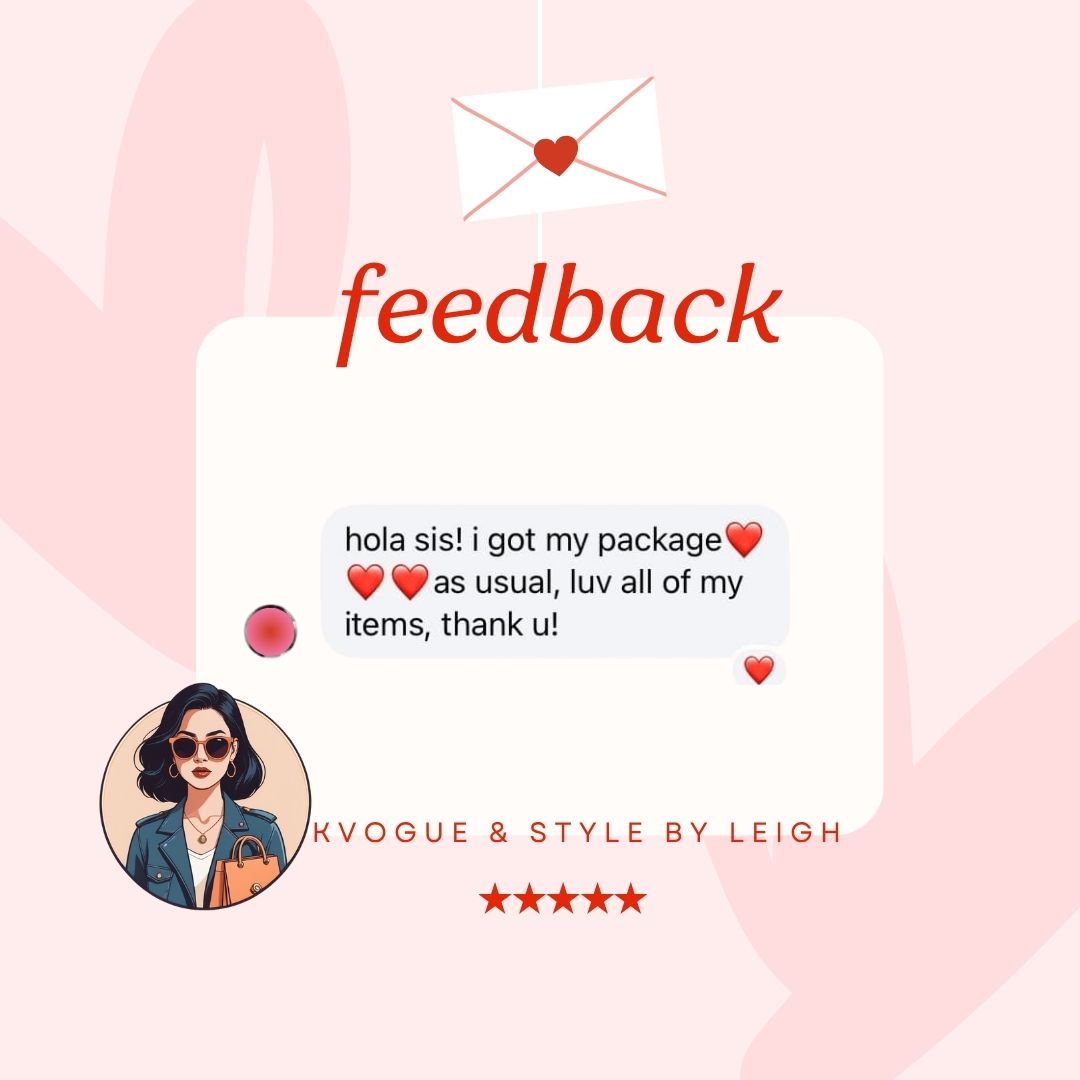 feedback
hola sis! i got my package❤️
❤️ ❤️as usual, luv all of my
items, thank u!
❤️
KVOGUE & STYLE BY LEIGH
★★★★★